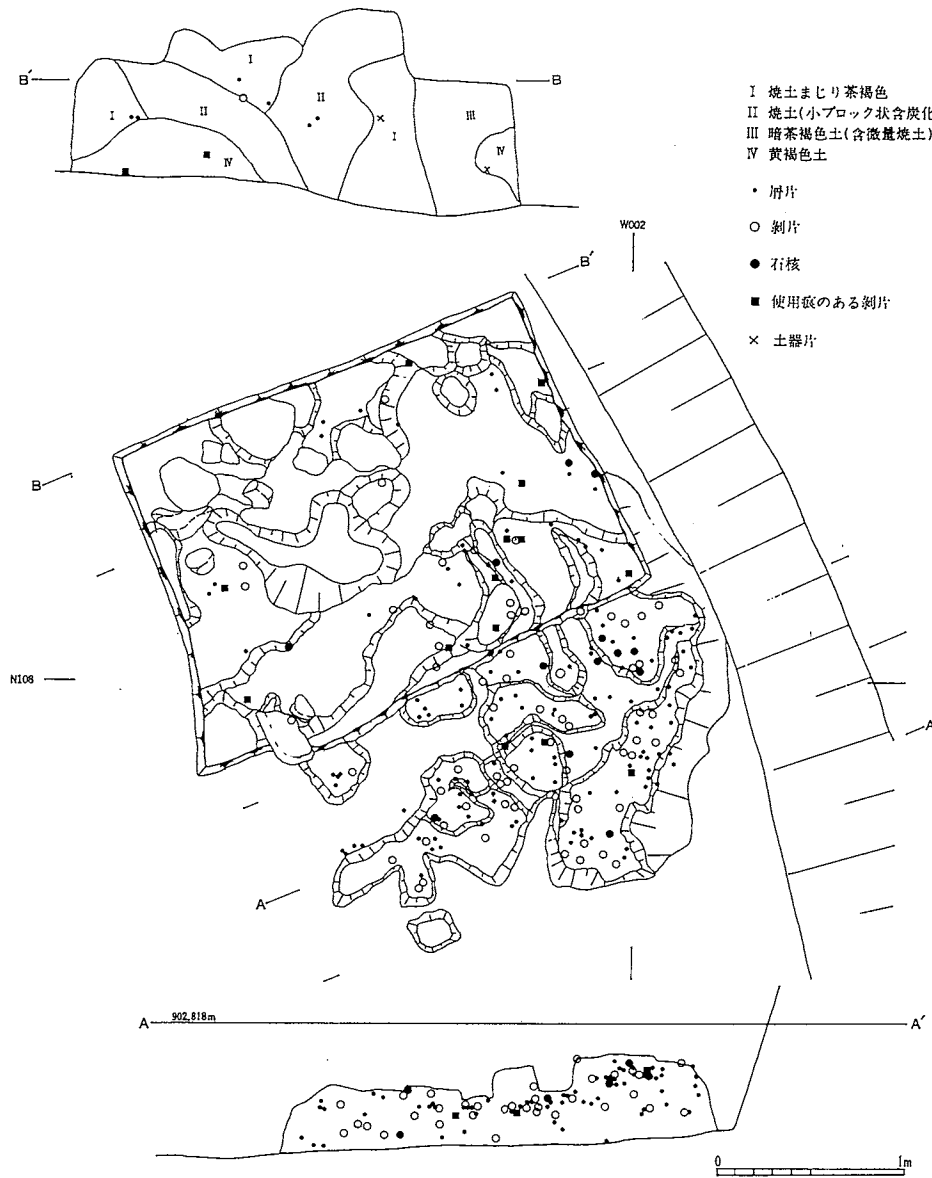 B′
B
I
I
II
II
I
III
IV
IV
I 焼土まじり茶褐色
II 焼土(小ブロック状含炭化
III 暗茶褐色土(含微量焼土)
IV 黄褐色土
屑片
剥片
石核
使用痕のある剥片
土器片
W002
B′
B
N108
A
A
A 902,818m A′
0 1m